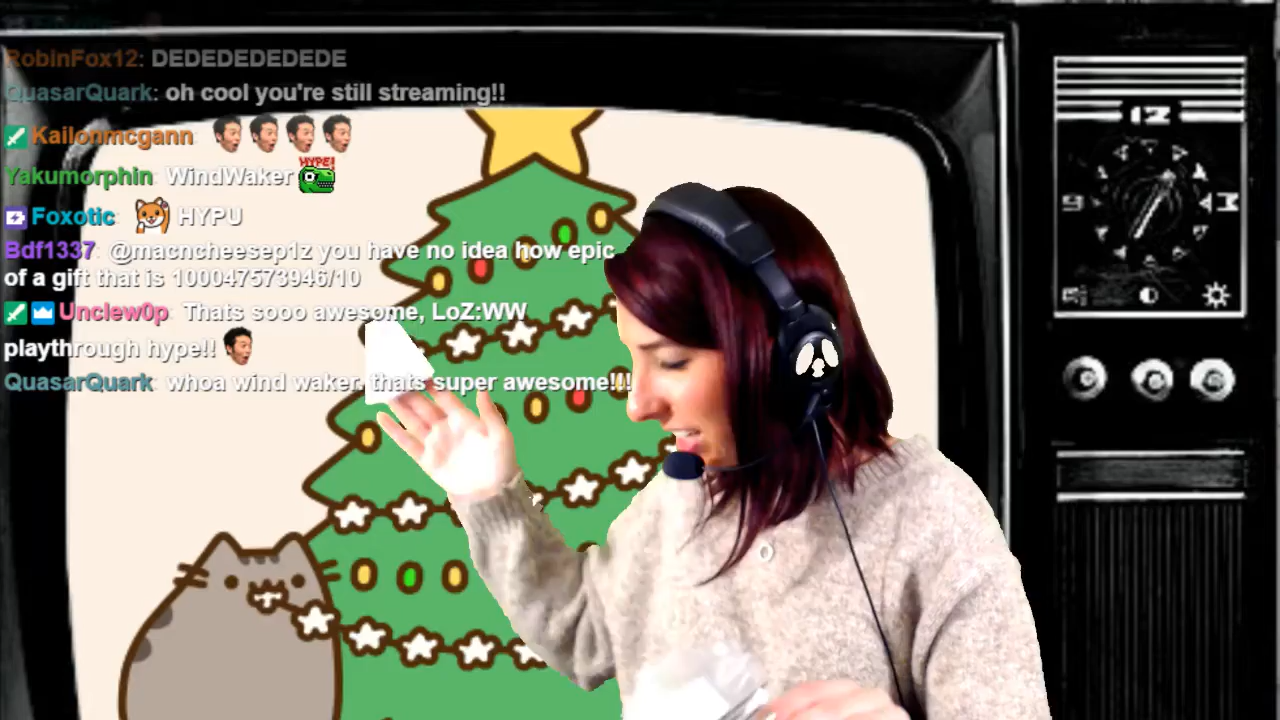 RobinFox12: DEDEDEDEDEDE
QuasarQuark: oh cool you're still streaming!!
Kailonmcgann:
Yakumorphin: WindWaker HYPE!
Foxotic: HYPU
Bdf1337: @macncheesep1z you have no idea how epic
of a gift that is 100047573946/10
Unclew0p: Thats sooo awesome, LoZ:WW
playthrough hype!!
QuasarQuark: whoa wind waker. thats super awesome!!!
12
9 3